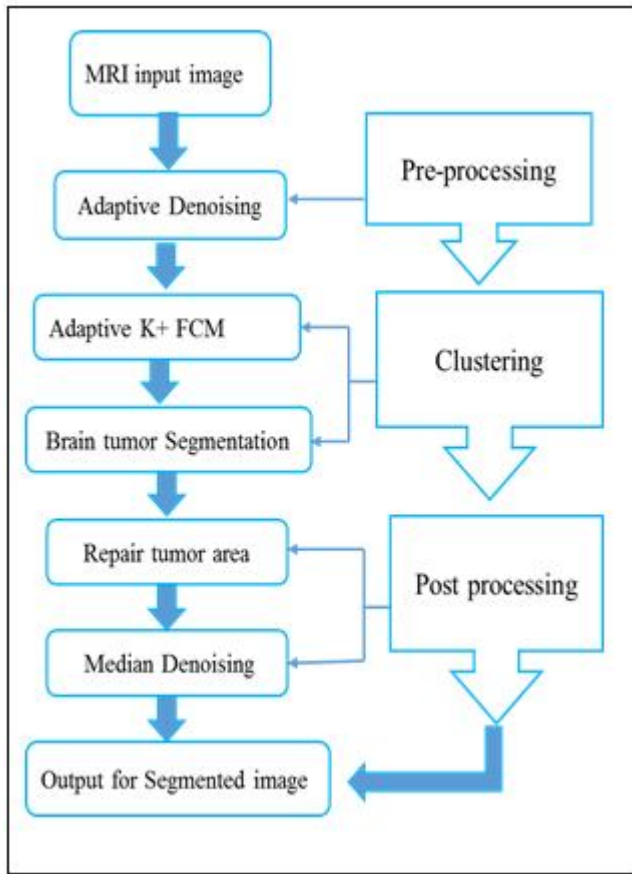 MRI input image
Pre-processing
Adaptive Denoising
Adaptive K+ FCM
Clustering
Brain tumor Segmentation
Repair tumor area
Post processing
Median Denoising
Output for Segmented image